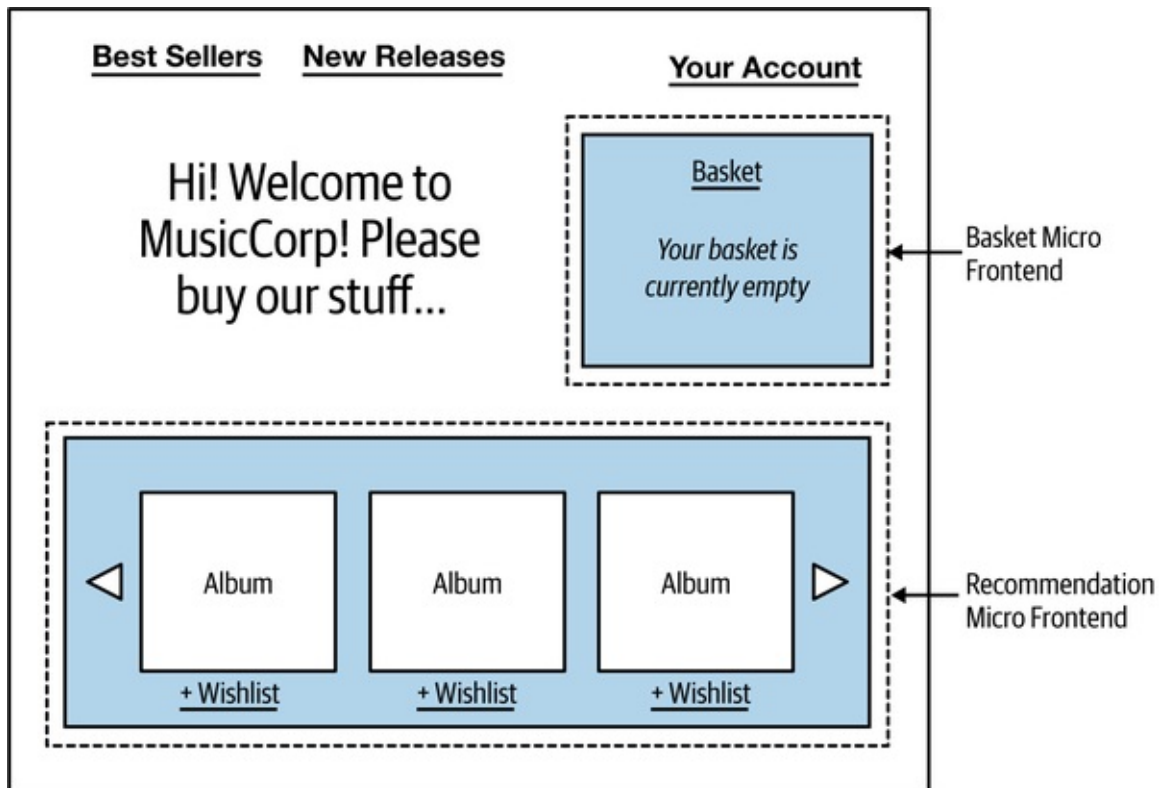 Best Sellers New Releases
Your Account
Hi! Welcome to
MusicCorp! Please
buy our stuff...
Basket
Your basket is
currently empty
Basket Micro
Frontend
Album Album Album
+ Wishlist + Wishlist + Wishlist
Recommendation
Micro Frontend